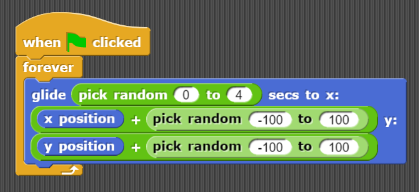 when clicked
forever
glide pick random 0 to 4 secs to x:
x position + pick random -100 to 100 y:
y position + pick random -100 to 100